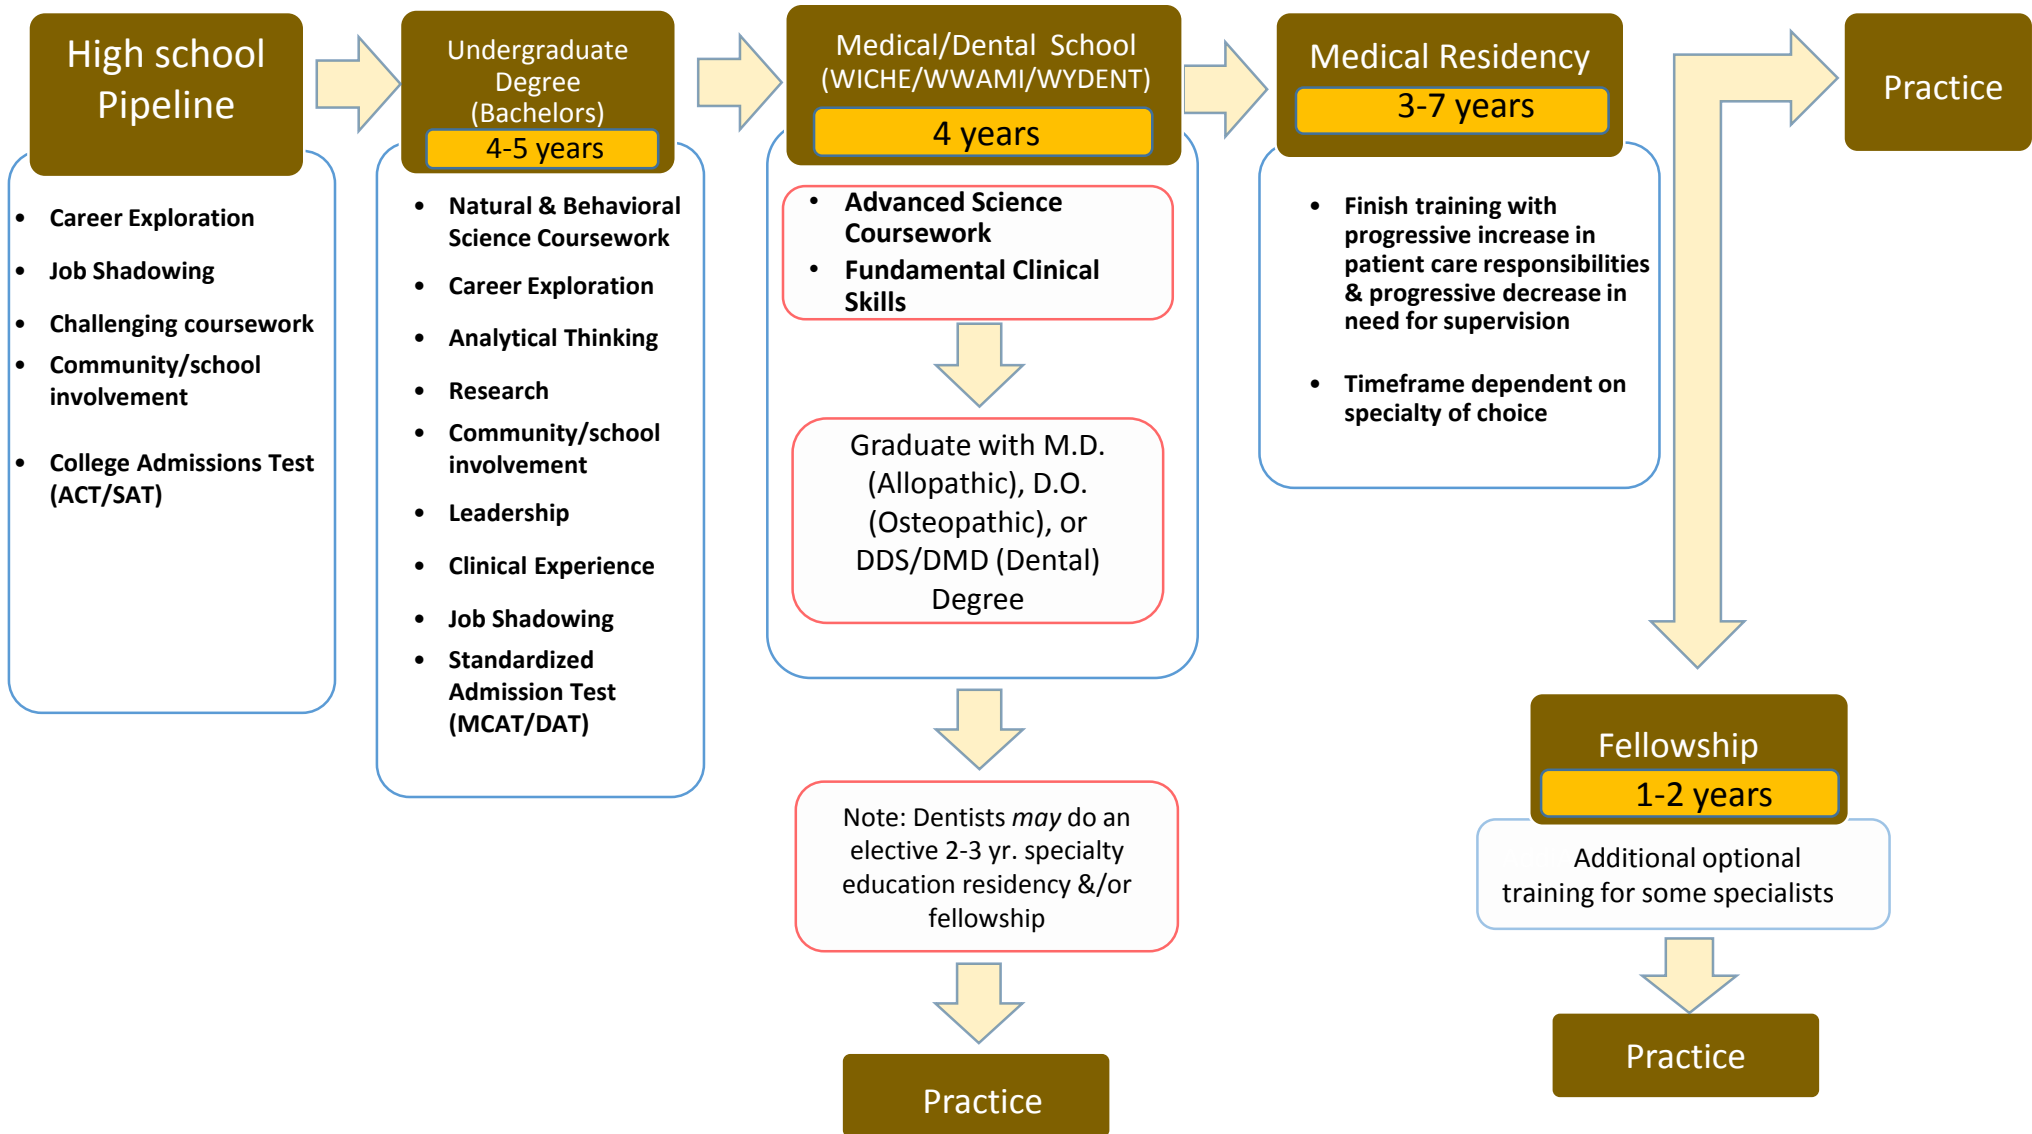 High school
Pipeline
• Career Exploration
• Job Shadowing
• Challenging coursework
• Community/school
involvement
• College Admissions Test
(ACT/SAT)
Undergraduate
Degree
(Bachelors)
4-5 years
• Natural & Behavioral
Science Coursework
• Career Exploration
• Analytical Thinking
• Research
• Community/school
involvement
• Leadership
• Clinical Experience
• Job Shadowing
• Standardized
Admission Test
(MCAT/DAT)
Medical/Dental School
(WICHE/WWAMI/WYDENT)
4 years
• Advanced Science
Coursework
• Fundamental Clinical
Skills
Graduate with M.D.
(Allopathic), D.O.
(Osteopathic), or
DDS/DMD (Dental)
Degree
Note: Dentists may do an
elective 2-3 yr. specialty
education residency &/or
fellowship
Practice
Medical Residency
3-7 years
• Finish training with
progressive increase in
patient care responsibilities
& progressive decrease in
need for supervision
• Timeframe dependent on
specialty of choice
Practice
Fellowship
1-2 years
Additional optional
training for some specialists
Practice